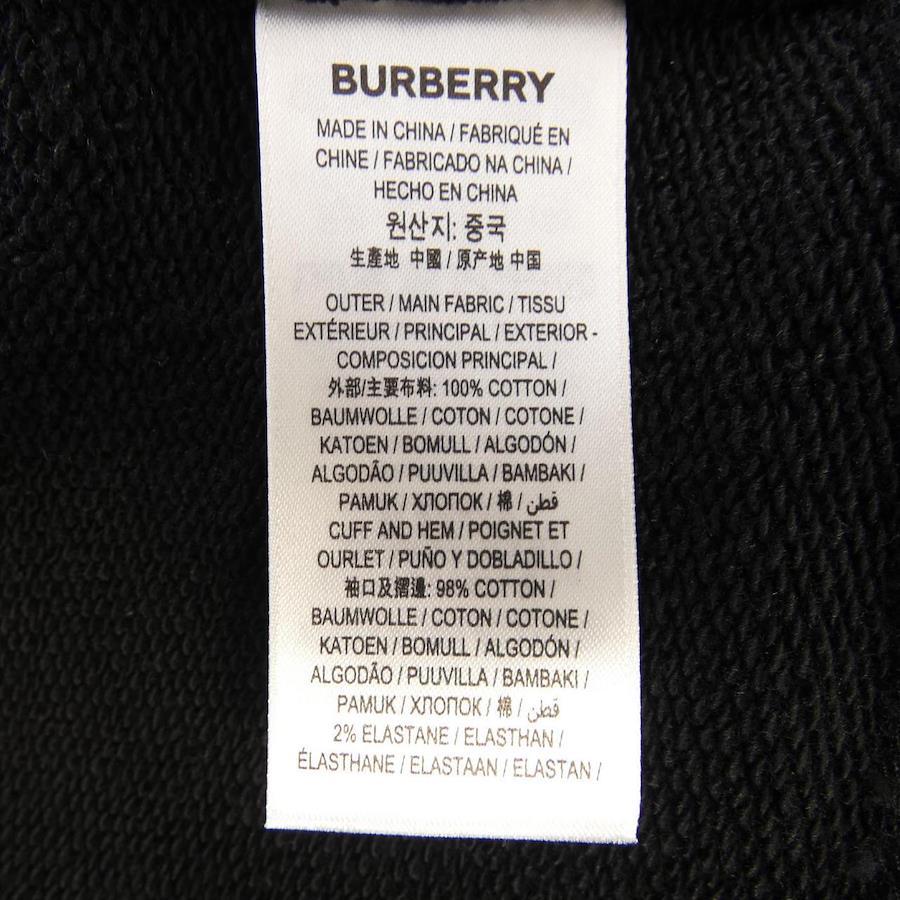 BURBERRY
MADE IN CHINA / FABRIQUÉ EN
CHINE / FABRICADO NA CHINA /
HECHO EN CHINA
원산지: 중국
生產地 中國 / 原产地 中国
OUTER / MAIN FABRIC / TISSU
EXTÉRIEUR / PRINCIPAL / EXTERIOR -
COMPOSICION PRINCIPAL /
外部/主要布料: 100% COTTON /
BAUMWOLLE / COTON / COTONE /
KATOEN / BOMULL / ALGODÓN /
ALGODÃO / PUUVILLA / BAMBAKI /
PAMUK / ХЛОПОК / 棉 / قطن
CUFF AND HEM / POIGNET ET
OURLET / PUÑO Y DOBLADILLO /
袖口及摺邊: 98% COTTON /
BAUMWOLLE / COTON / COTONE /
KATOEN / BOMULL / ALGODÓN /
ALGODÃO / PUUVILLA / BAMBAKI /
PAMUK / ХЛОПОК / 棉 / قطن
2% ELASTANE / ELASTHAN /
ÉLASTHANE / ELASTAAN / ELASTAN /